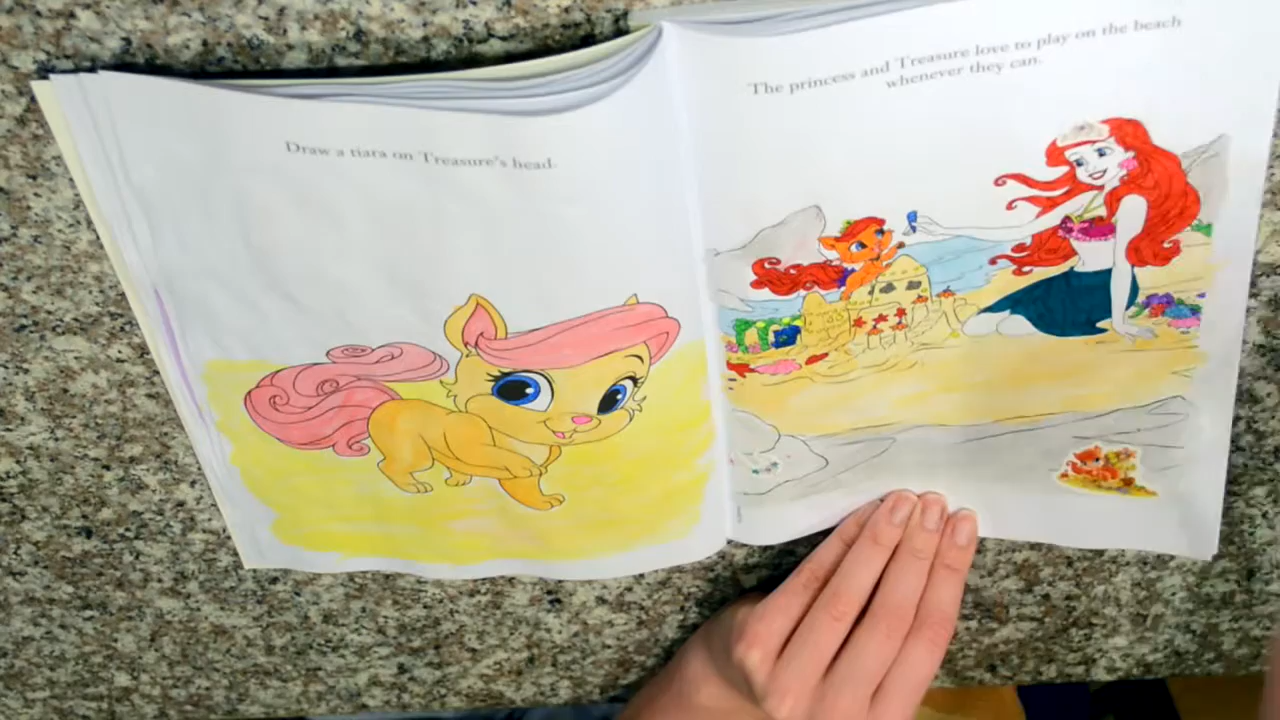 Draw a tiara on Treasure's head.
The princess and Treasure love to play on the beach
whenever they can.